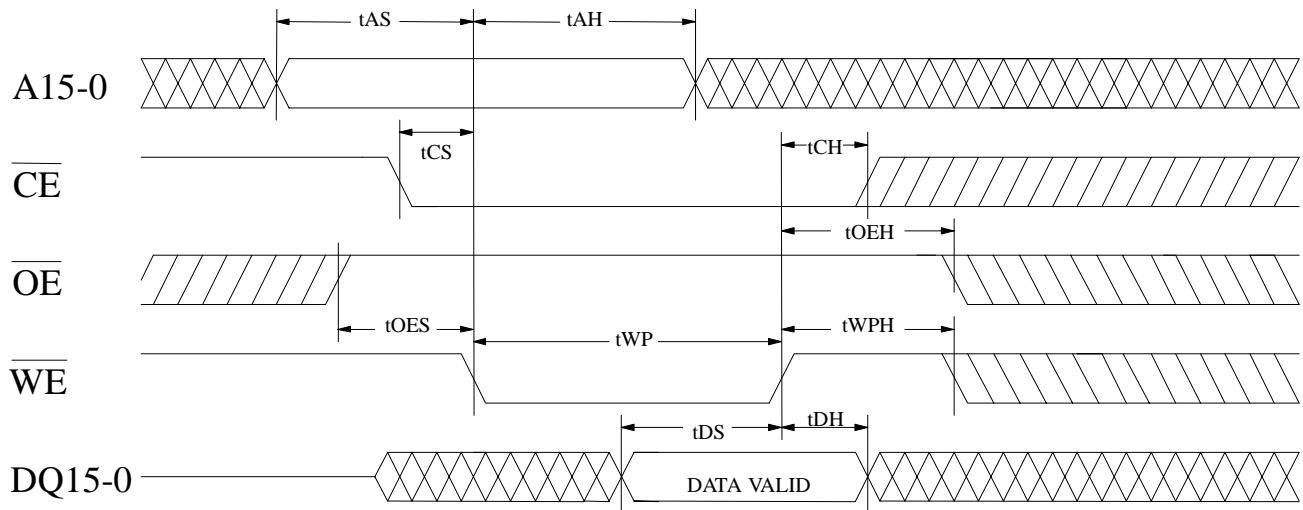 tAS
tAH
A15-0
tCS
tCH
CE
tOEH
OE
tOES
tWP
tWPH
WE
tDS
tDH
DQ15-0
DATA VALID